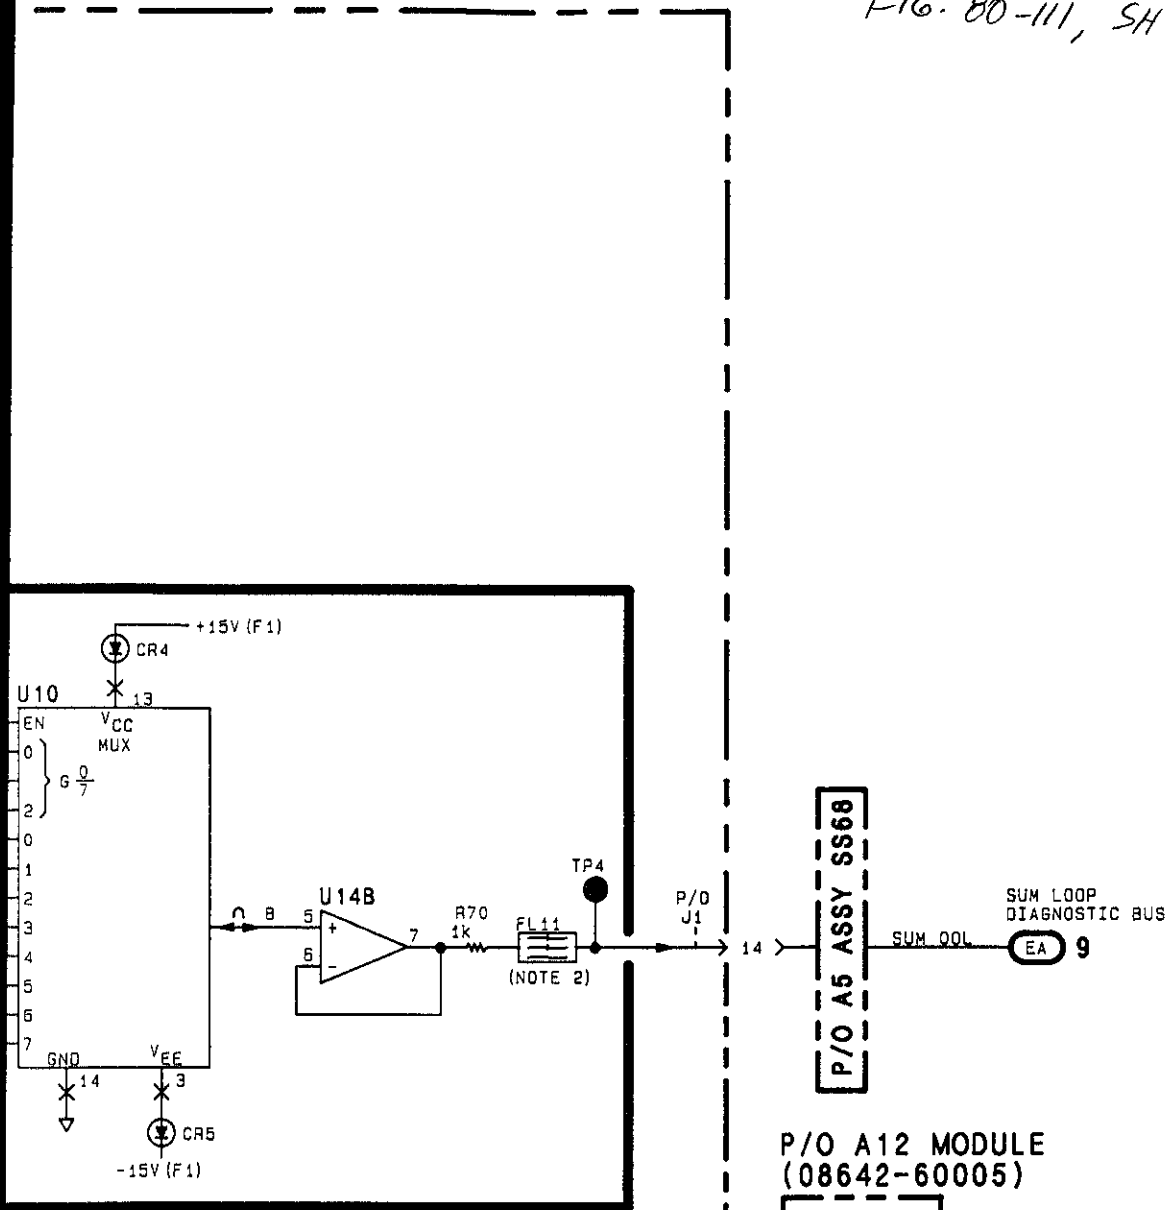 FIG. 80-111, SH
+15V (F1)
CR4
U10
13
EN
VCC
MUX
0
G 0/7
2
0
1
2
3
4
5
6
7
GND
VEE
14
3
CR5
-15V (F1)
8
U14B
5
+
6
−
7
R70
1k
FL11
(NOTE 2)
TP4
P/O
J1
14
P/O A5 ASSY SS68
SUM OOL
SUM LOOP
DIAGNOSTIC BUS
EA 9
P/O A12 MODULE
(08642-60005)